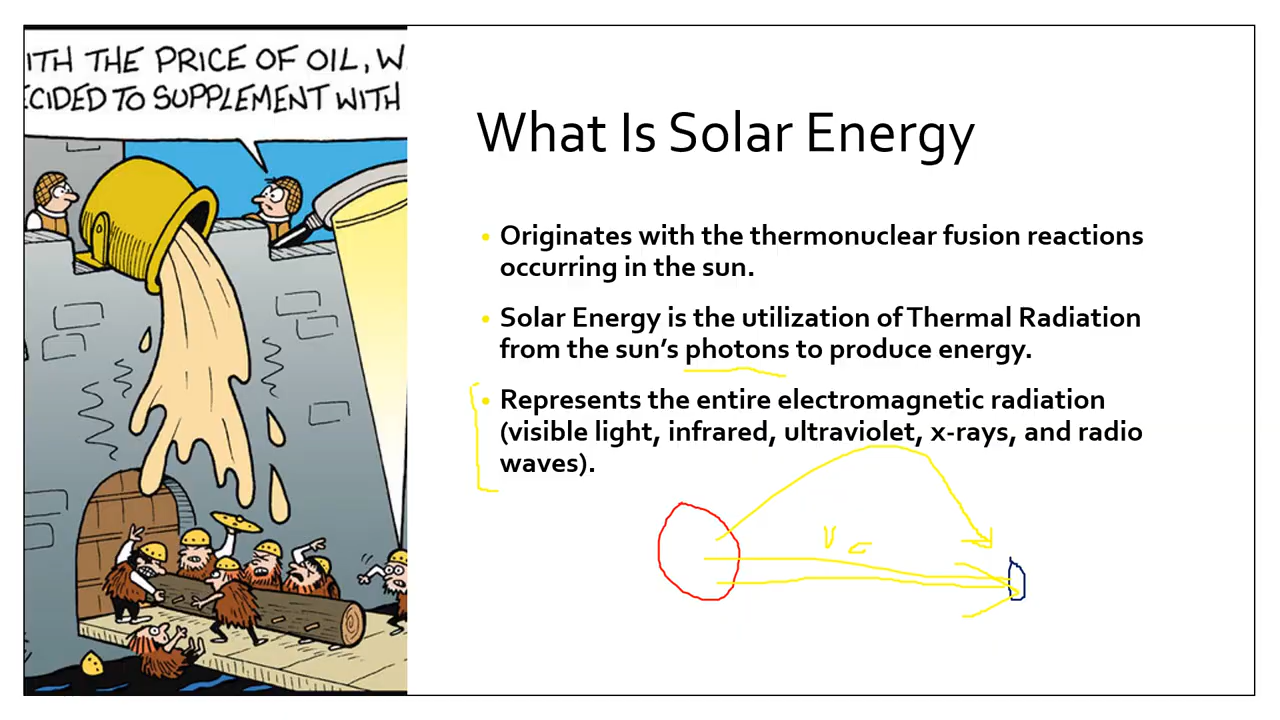 ITH THE PRICE OF OIL, W
ECIDED TO SUPPLEMENT WITH
What Is Solar Energy
• Originates with the thermonuclear fusion reactions
occurring in the sun.
• Solar Energy is the utilization of Thermal Radiation
from the sun's photons to produce energy.
• Represents the entire electromagnetic radiation
(visible light, infrared, ultraviolet, x-rays, and radio
waves).